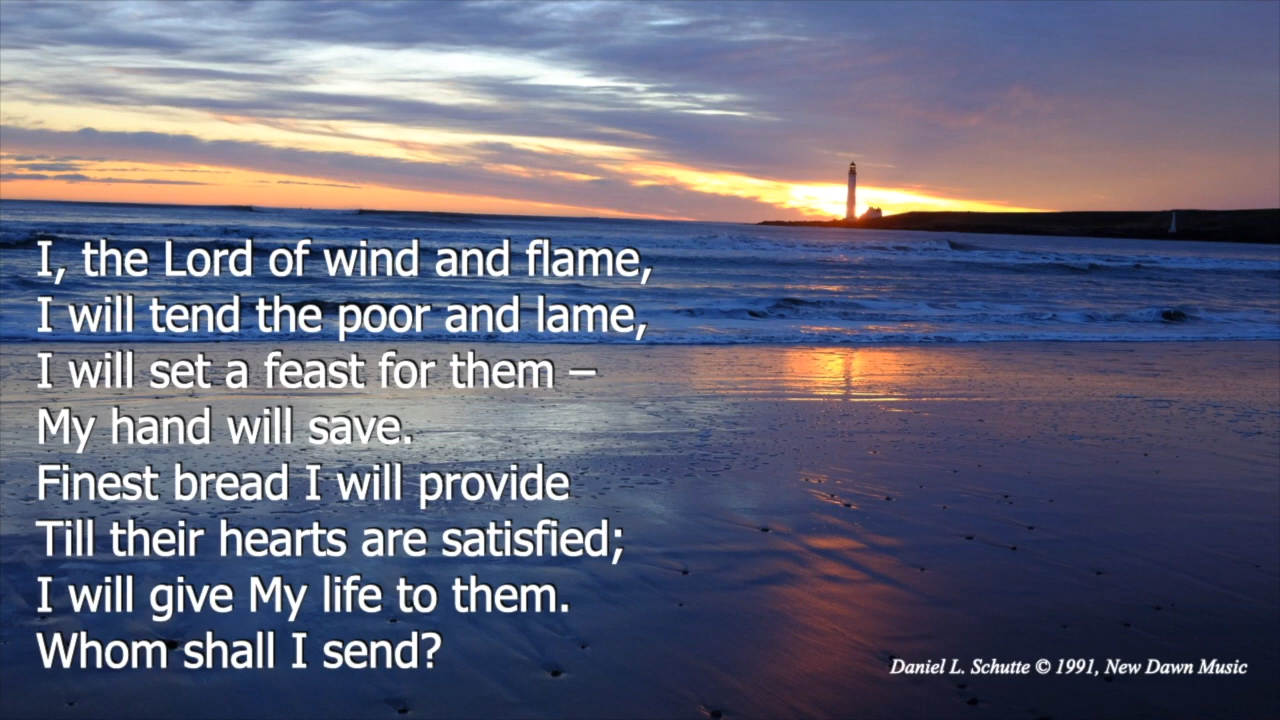 I, the Lord of wind and flame,
I will tend the poor and lame,
I will set a feast for them –
My hand will save.
Finest bread I will provide
Till their hearts are satisfied;
I will give My life to them.
Whom shall I send?
Daniel L. Schutte © 1991, New Dawn Music